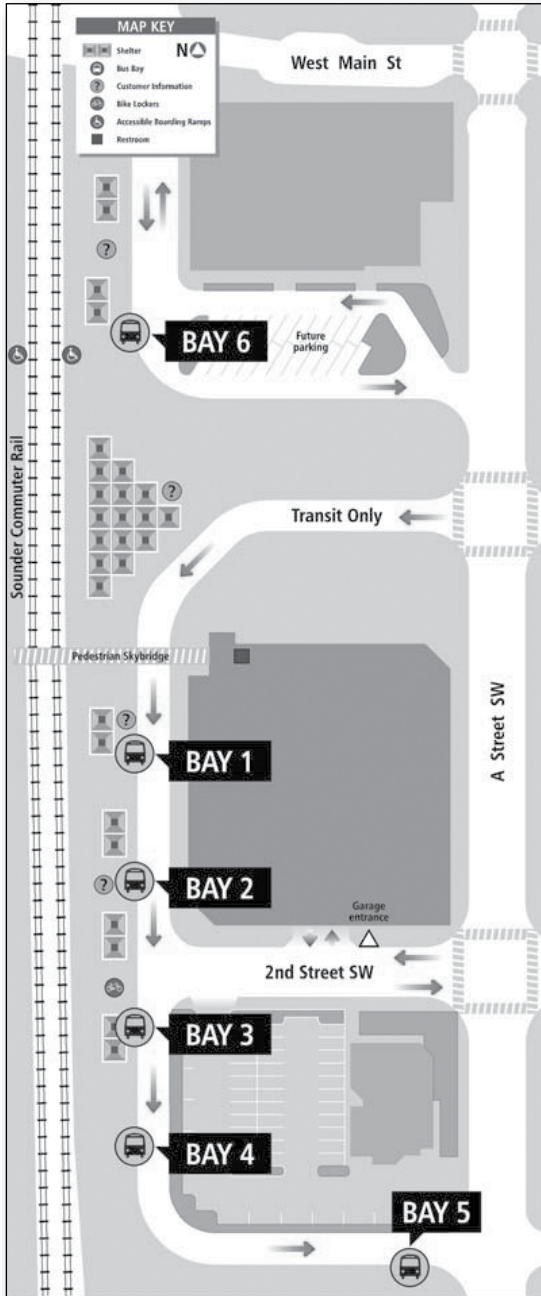 MAP KEY
Shelter
N
Bus Bay
? Customer Information
Bike Lockers
Accessible Boarding Ramps
Restroom
West Main St
?
BAY 6
Future
parking
Sounder Commuter Rail
?
Transit Only
Pedestrian Skybridge
A Street SW
?
BAY 1
?
BAY 2
Garage
entrance
2nd Street SW
BAY 3
BAY 4
BAY 5